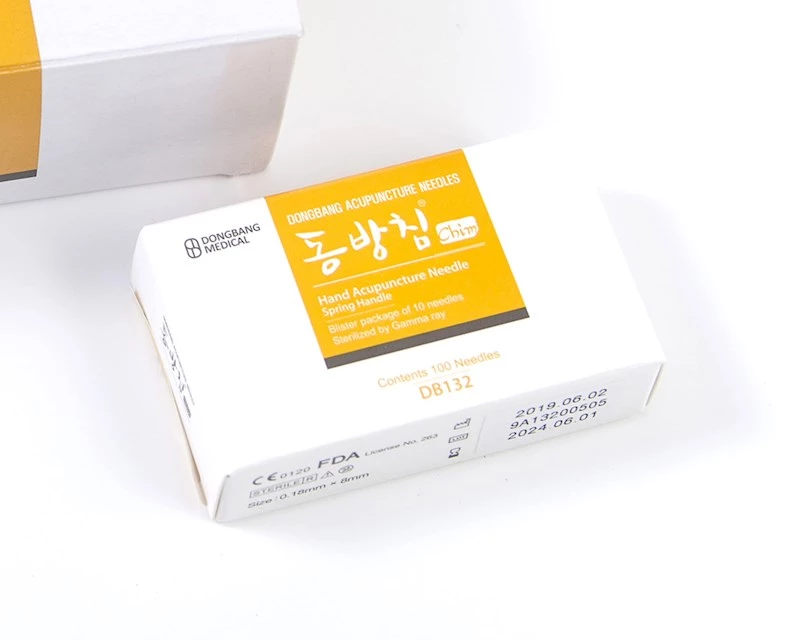 DONGBANG
MEDICAL
DONGBANG ACUPUNCTURE NEEDLES
동방침®
Chim
Hand Acupuncture Needle
Spring Handle
Blister package of 10 needles
Sterilized by Gamma ray
Contents 100 Needles
DB132
CE 0120 FDA License No. 263
STERILE R
Size : 0.18mm × 8mm
LOT
2019.06.02
9A13200505
2024.06.01